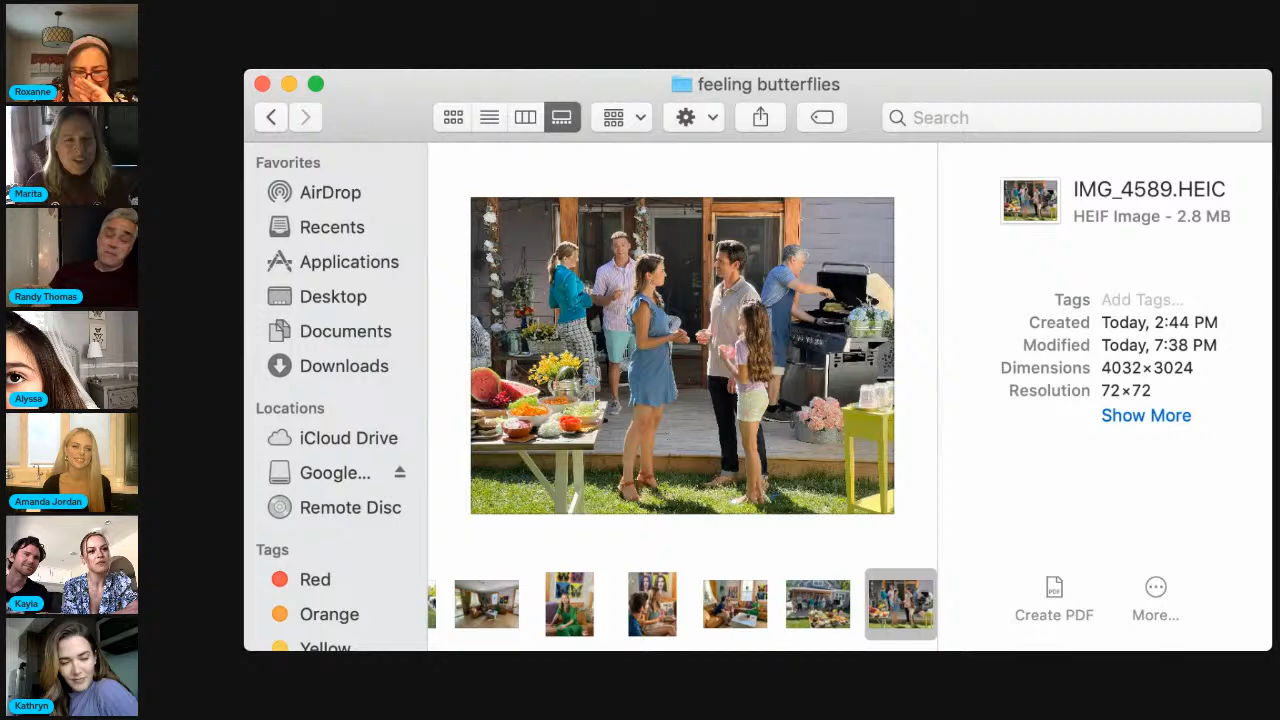 Roxanne
Marita
Randy Thomas
Alyssa
Amanda Jordan
Kayla
Kathryn
feeling butterflies
Search
Favorites
AirDrop
Recents
Applications
Desktop
Documents
Downloads
Locations
iCloud Drive
Google...
Remote Disc
Tags
Red
Orange
Yellow
IMG_4589.HEIC
HEIF Image - 2.8 MB
Tags Add Tags...
Created Today, 2:44 PM
Modified Today, 7:38 PM
Dimensions 4032×3024
Resolution 72×72
Show More
PDF
Create PDF
More...